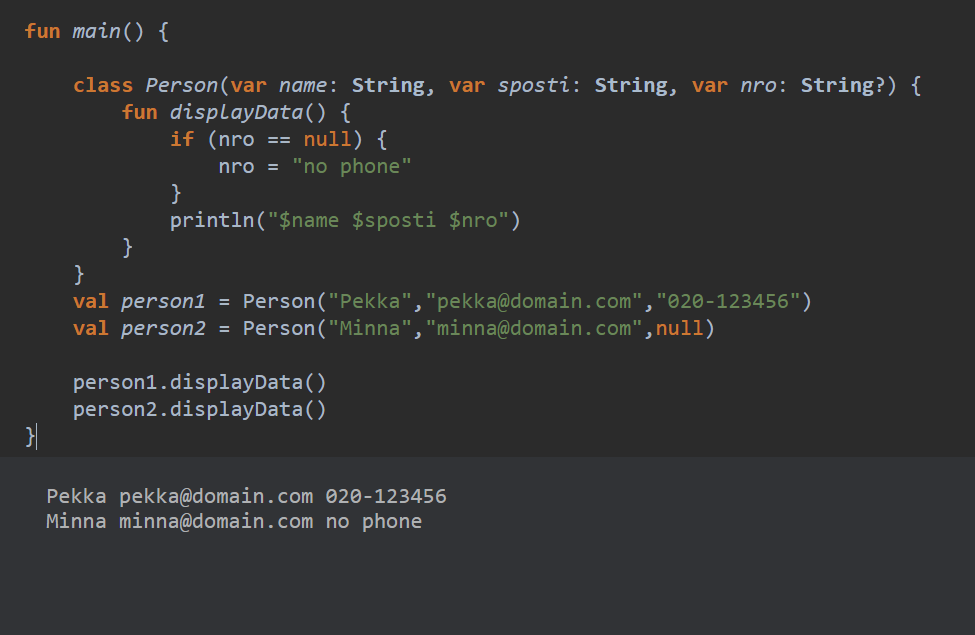 fun main() {
class Person(var name: String, var sposti: String, var nro: String?) {
fun displayData() {
if (nro == null) {
nro = "no phone"
}
println("$name $sposti $nro")
}
}
val person1 = Person("Pekka","pekka@domain.com","020-123456")
val person2 = Person("Minna","minna@domain.com",null)
person1.displayData()
person2.displayData()
}
Pekka pekka@domain.com 020-123456
Minna minna@domain.com no phone